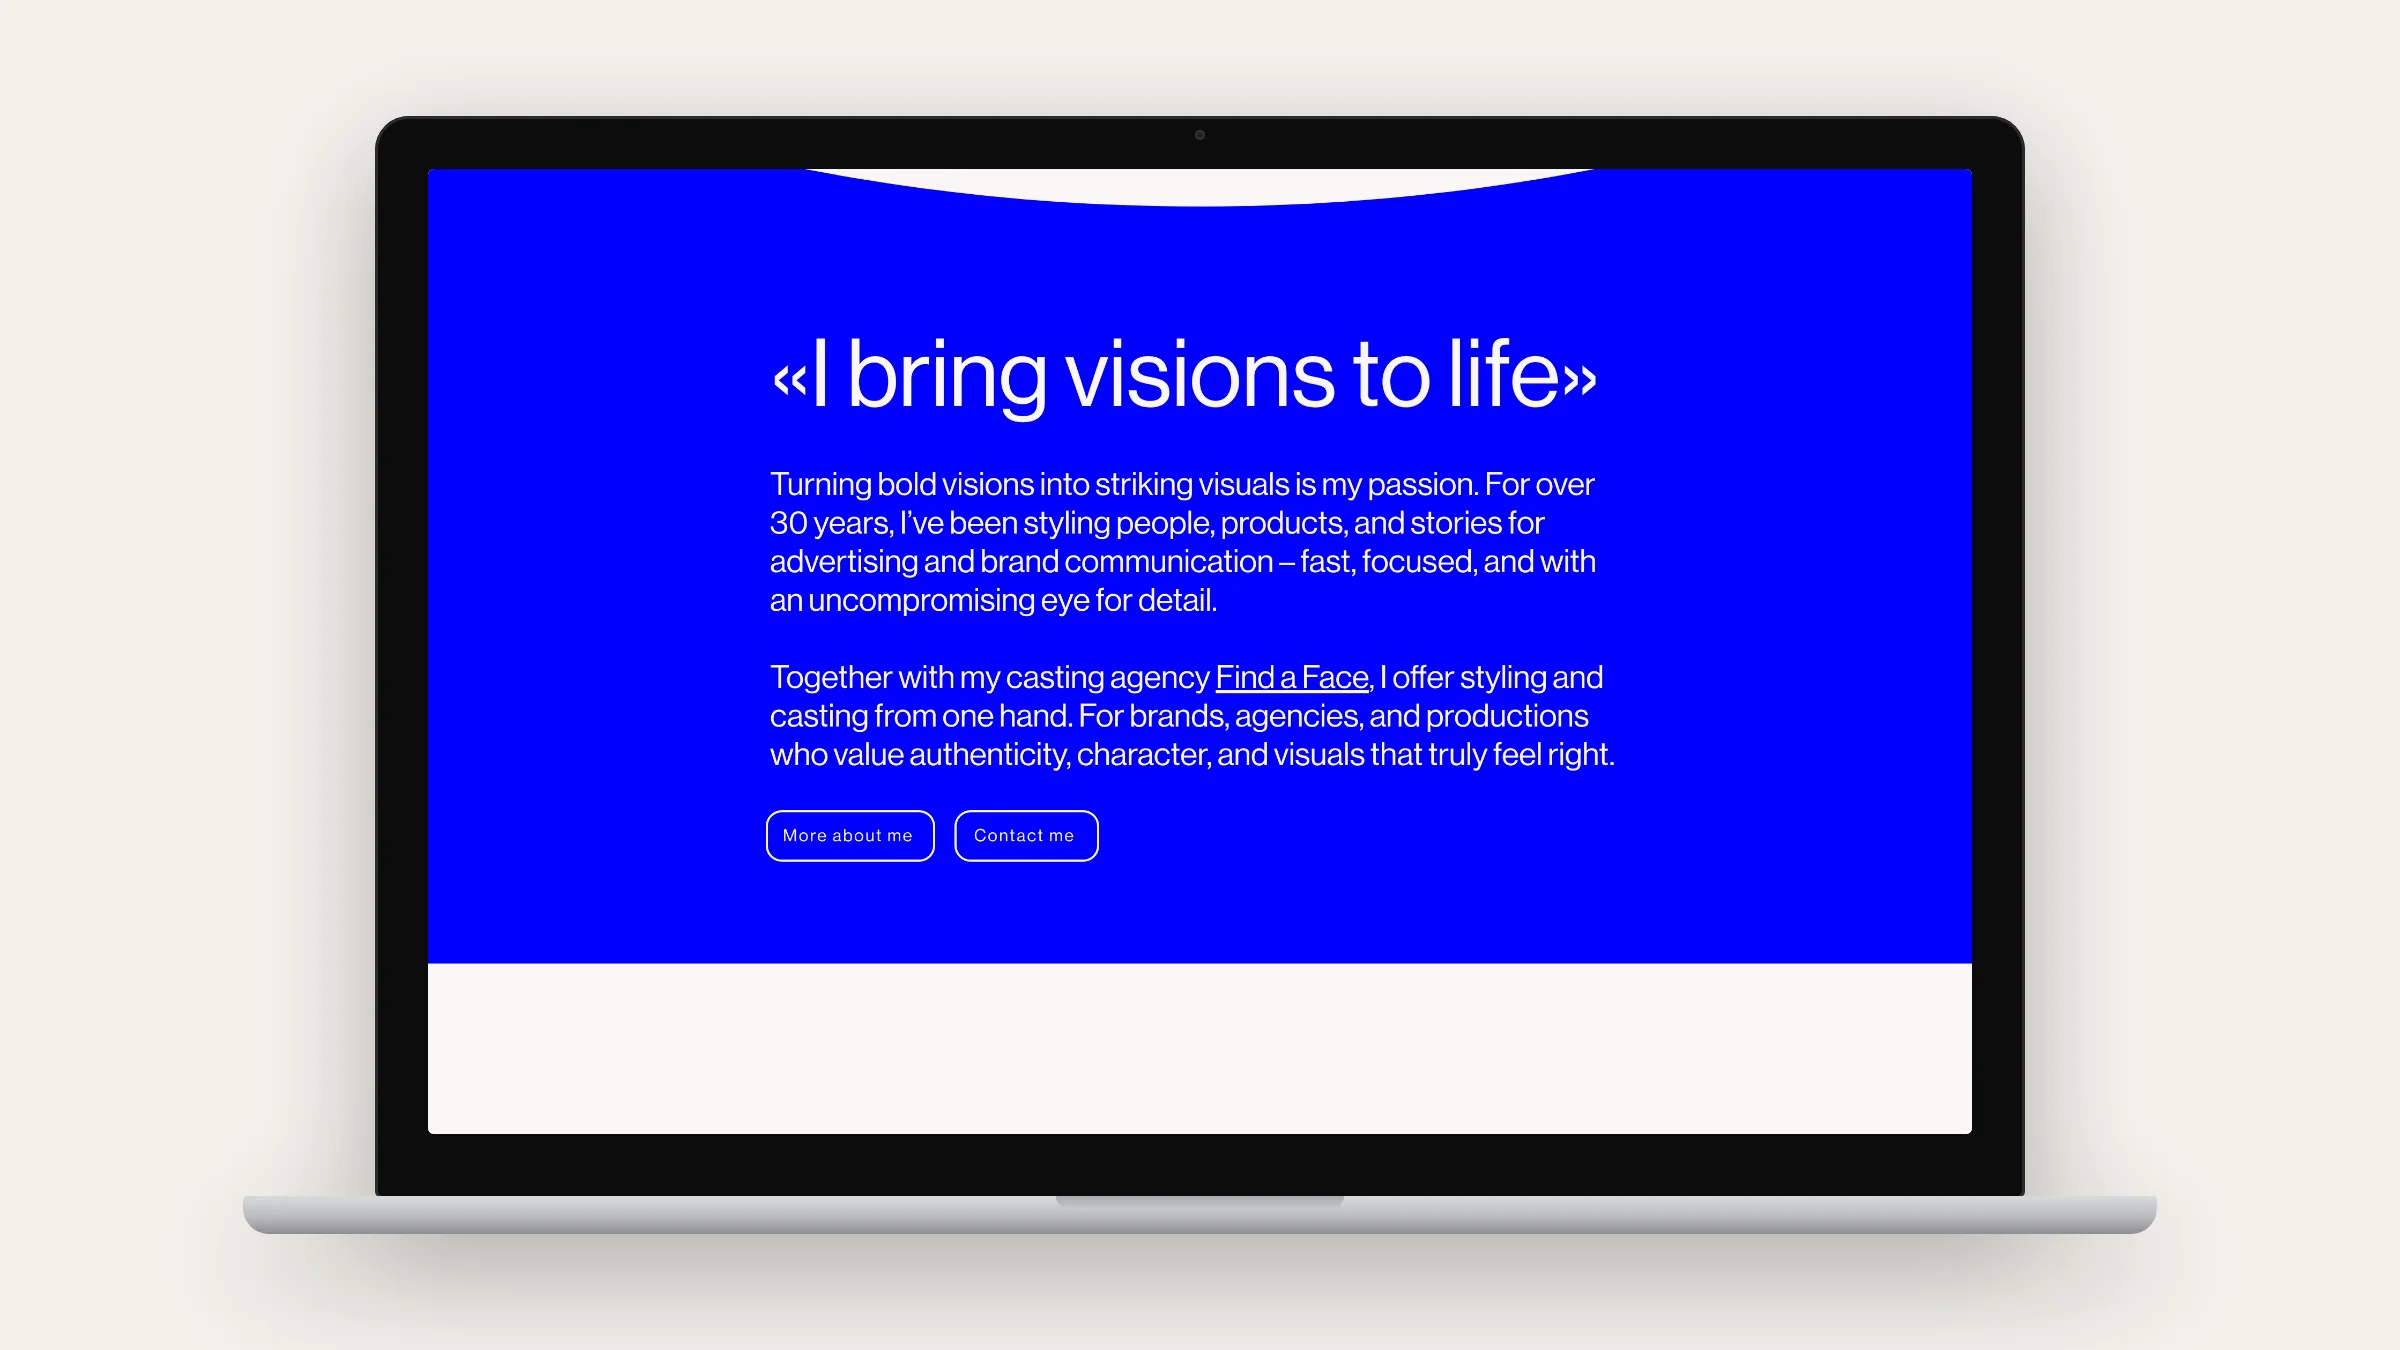 «I bring visions to life»
Turning bold visions into striking visuals is my passion. For over
30 years, I’ve been styling people, products, and stories for
advertising and brand communication – fast, focused, and with
an uncompromising eye for detail.
Together with my casting agency Find a Face, I offer styling and
casting from one hand. For brands, agencies, and productions
who value authenticity, character, and visuals that truly feel right.
More about me
Contact me